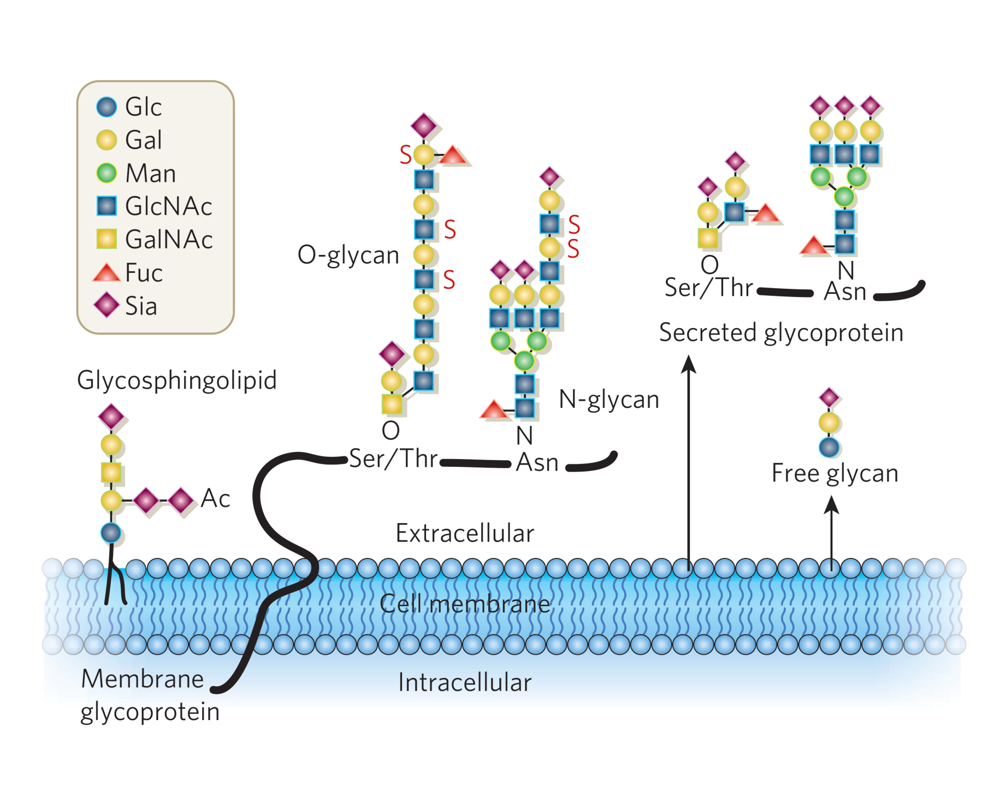 Glc
Gal
Man
GlcNAc
GalNAc
Fuc
Sia
Glycosphingolipid
Ac
O-glycan
S
S
S
O
Ser/Thr
S
S
N-glycan
N
Asn
O
Ser/Thr
N
Asn
Secreted glycoprotein
Free glycan
Extracellular
Cell membrane
Intracellular
Membrane
glycoprotein